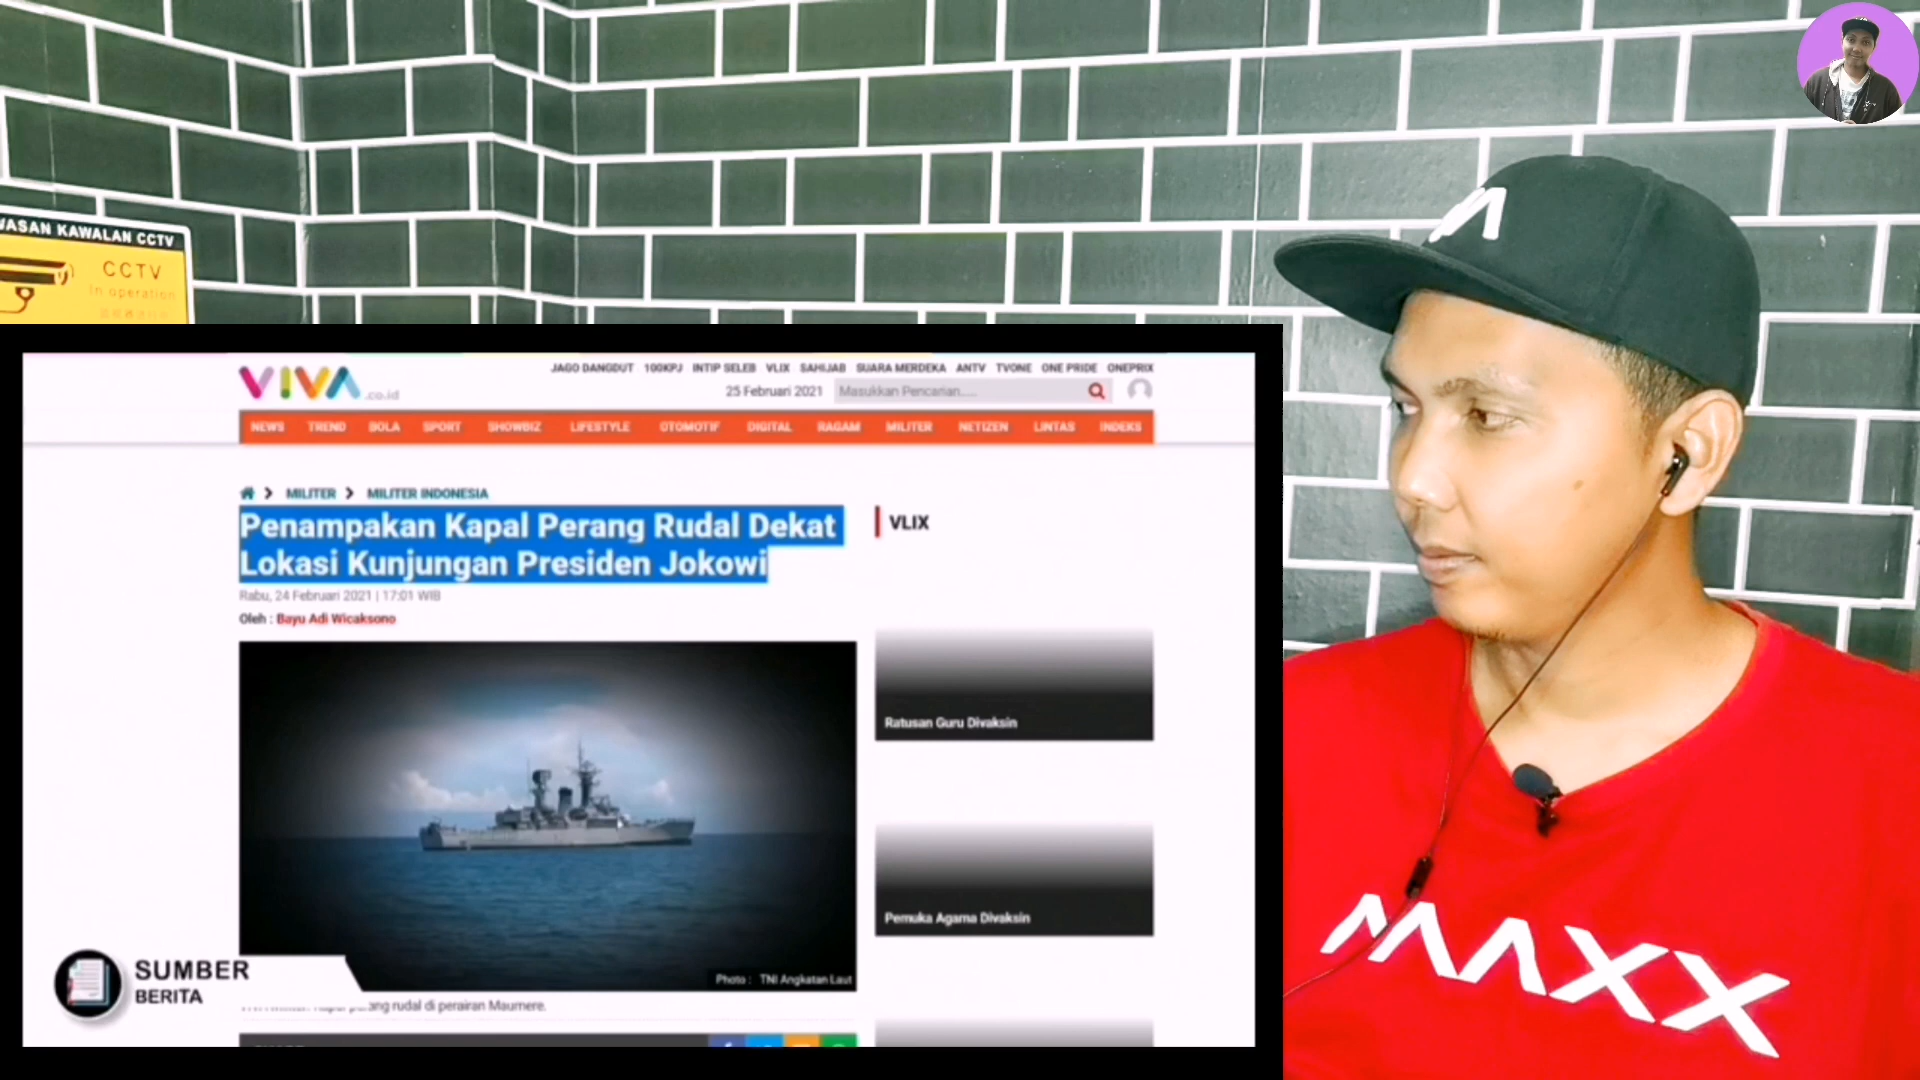 WASAN KAWALAN CCTV
CCTV
In operation
VIVA.co.id
JAGO DANGDUT 100KPJ INTIP SELEB VLIX SAHIJAB SUARA MERDEKA ANTV TVONE ONE PRIDE ONEPRIX
25 Februari 2021 Masukkan Pencarian.....
NEWS TREND BOLA SPORT SHOWBIZ LIFESTYLE OTOMOTIF DIGITAL RAGAM MILITER NETIZEN LINTAS INDEKS
MILITER > MILITER INDONESIA
Penampakan Kapal Perang Rudal Dekat
Lokasi Kunjungan Presiden Jokowi
Rabu, 24 Februari 2021 | 17:01 WIB
Oleh : Bayu Adi Wicaksono
Photo : TNI Angkatan Laut
rudal di perairan Maumere.
VLIX
Ratusan Guru Divaksin
Pemuka Agama Divaksin
SUMBER
BERITA
MAXX